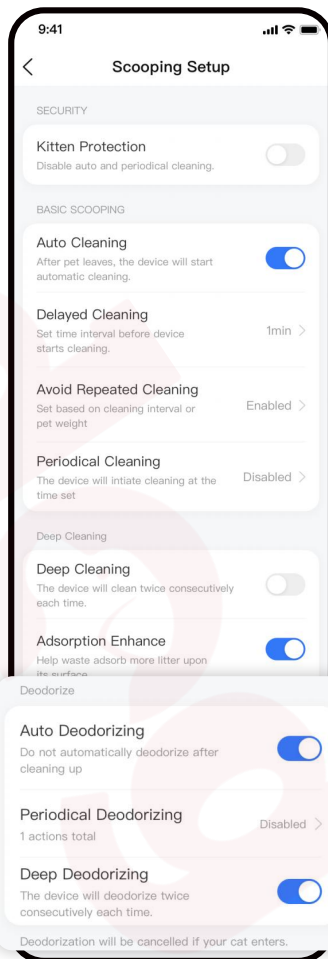 9:41
Scooping Setup
SECURITY
Kitten Protection
Disable auto and periodical cleaning.
BASIC SCOOPING
Auto Cleaning
After pet leaves, the device will start
automatic cleaning.
Delayed Cleaning
Set time interval before device
starts cleaning.
1min
Avoid Repeated Cleaning
Set based on cleaning interval or
pet weight
Enabled
Periodical Cleaning
The device will intiate cleaning at the
time set
Disabled
Deep Cleaning
Deep Cleaning
The device will clean twice consecutively
each time.
Adsorption Enhance
Help waste adsorb more litter upon
its surface
Deodorize
Auto Deodorizing
Do not automatically deodorize after
cleaning up
Periodical Deodorizing
1 actions total
Disabled
Deep Deodorizing
The device will deodorize twice
consecutively each time.
Deodorization will be cancelled if your cat enters.